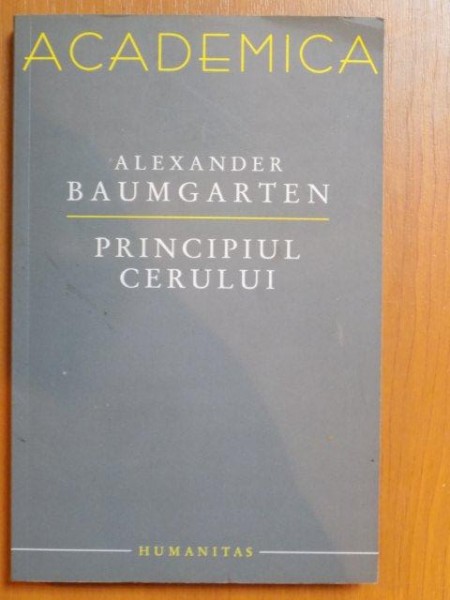 ACADEMICA
ALEXANDER
BAUMGARTEN
PRINCIPIUL
CERULUI
HUMANITAS